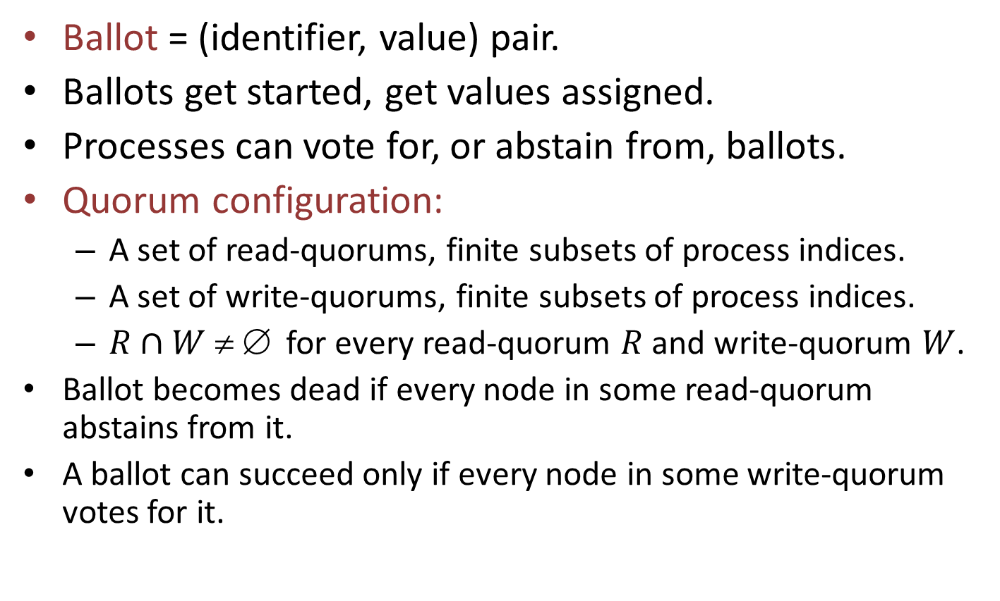 • Ballot = (identifier, value) pair.
• Ballots get started, get values assigned.
• Processes can vote for, or abstain from, ballots.
• Quorum configuration:
– A set of read-quorums, finite subsets of process indices.
– A set of write-quorums, finite subsets of process indices.
– R ∩ W ≠ ∅ for every read-quorum R and write-quorum W.
• Ballot becomes dead if every node in some read-quorum
abstains from it.
• A ballot can succeed only if every node in some write-quorum
votes for it.